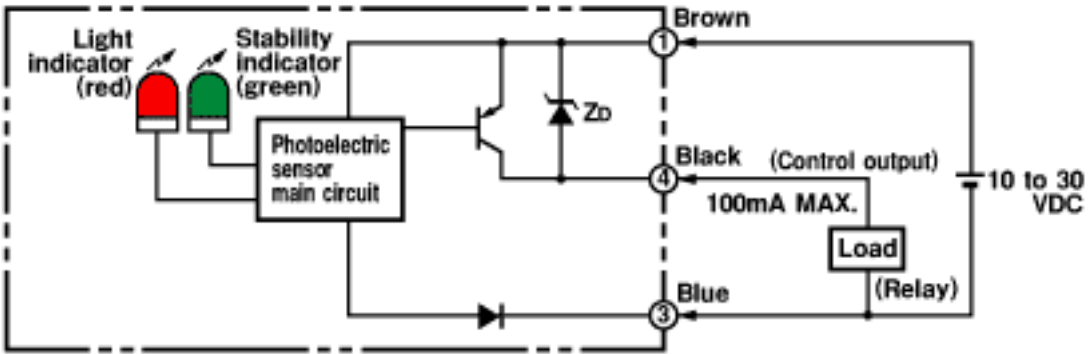 Light
indicator
(red)
Stability
indicator
(green)
Photoelectric
sensor
main circuit
ZD
Brown
1
Black
(Control output)
4
100mA MAX.
10 to 30
VDC
Load
(Relay)
Blue
3